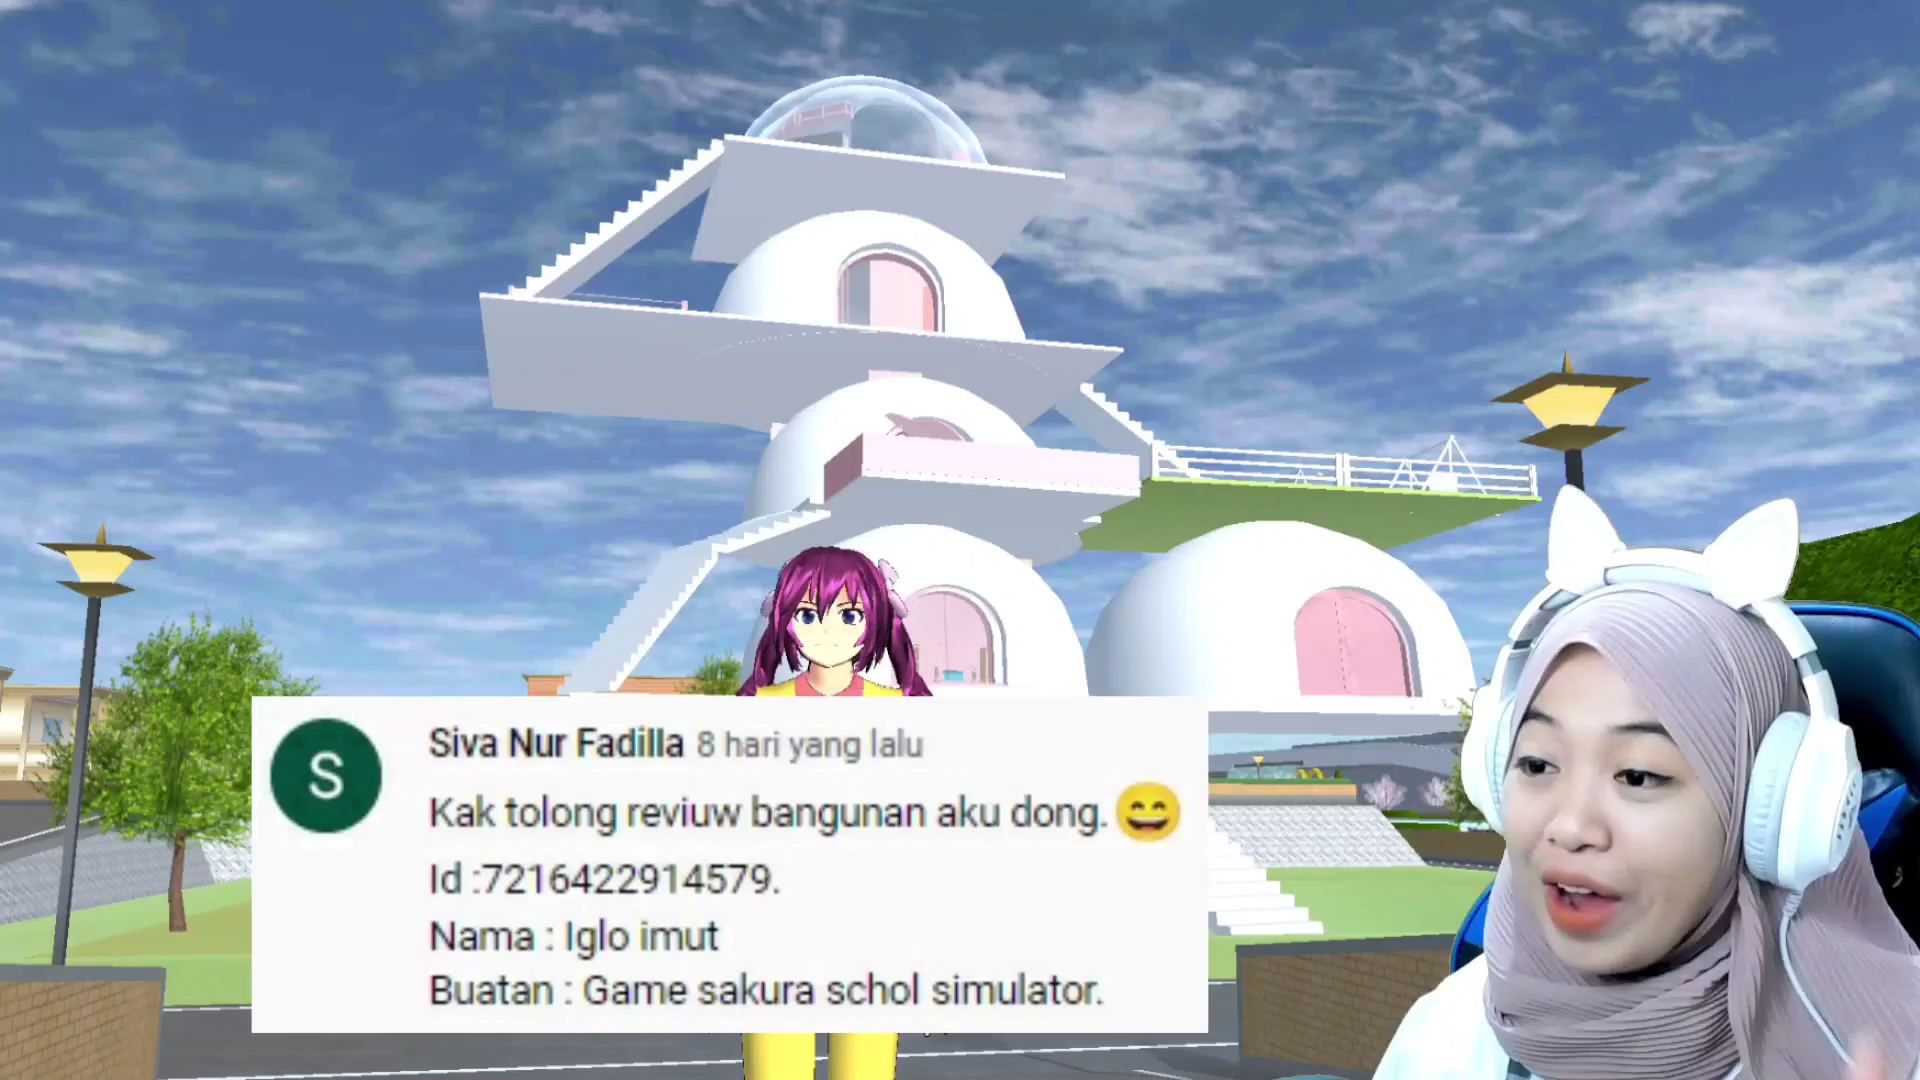 S
Siva Nur Fadilla 8 hari yang lalu
Kak tolong reviuw bangunan aku dong.😄
Id :7216422914579.
Nama : Iglo imut
Buatan : Game sakura schol simulator.